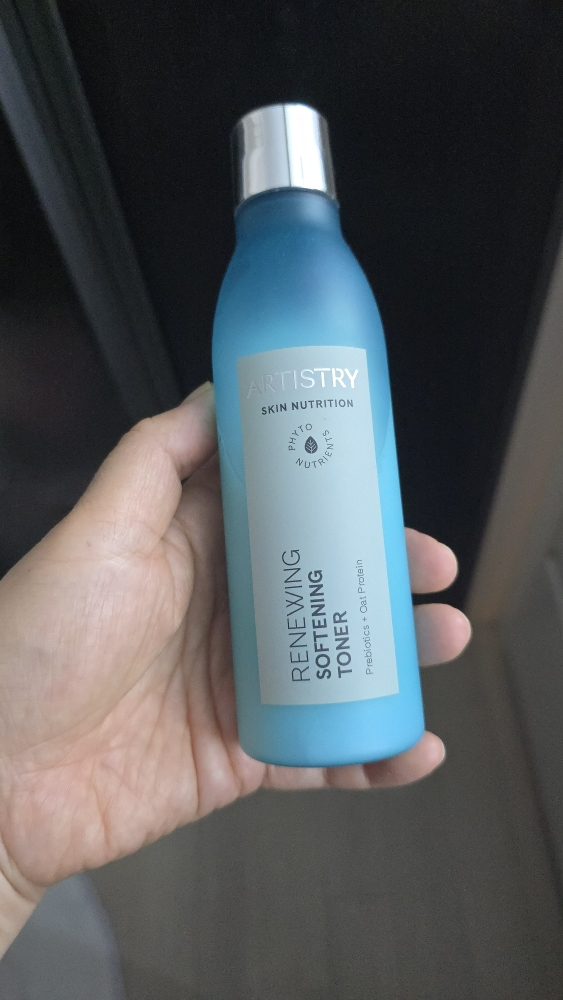 ARTISTRY
SKIN NUTRITION
PHYTO
NUTRIENTS
RENEWING
SOFTENING
TONER
Prebiotics + Oat Protein